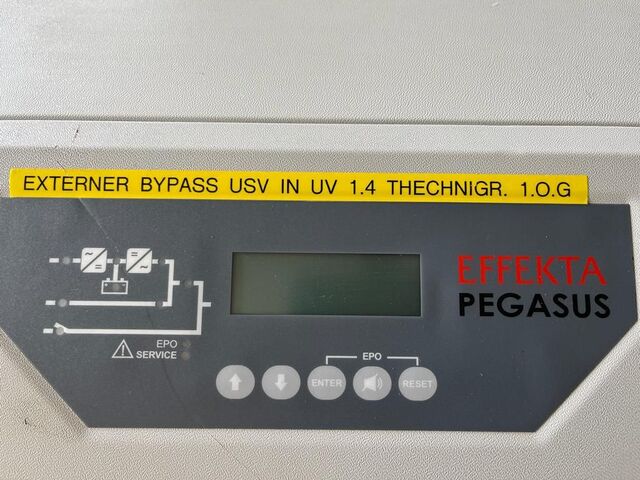 EXTERNER BYPASS USV IN UV 1.4 THECHNIGR. 1.O.G
EFFEKTA
PEGASUS
EPO
SERVICE
EPO
ENTER
RESET